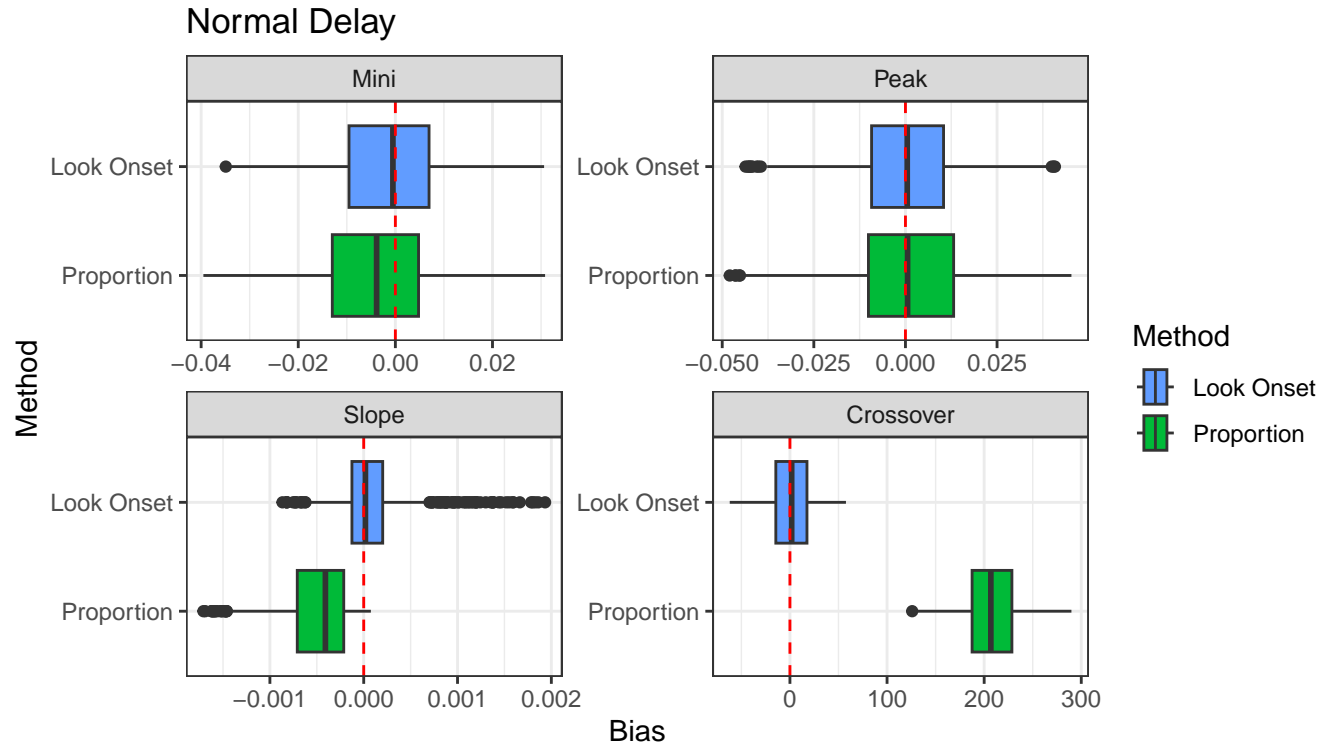 Normal Delay
Mini
Peak
Look Onset
Proportion
Look Onset
Proportion
−0.04
−0.02
0.00
0.02
−0.050
−0.025
0.000
0.025
Slope
Crossover
Look Onset
Proportion
Look Onset
Proportion
−0.001
0.000
0.001
0.002
0
100
200
300
Method
Bias
Method
Look Onset
Proportion